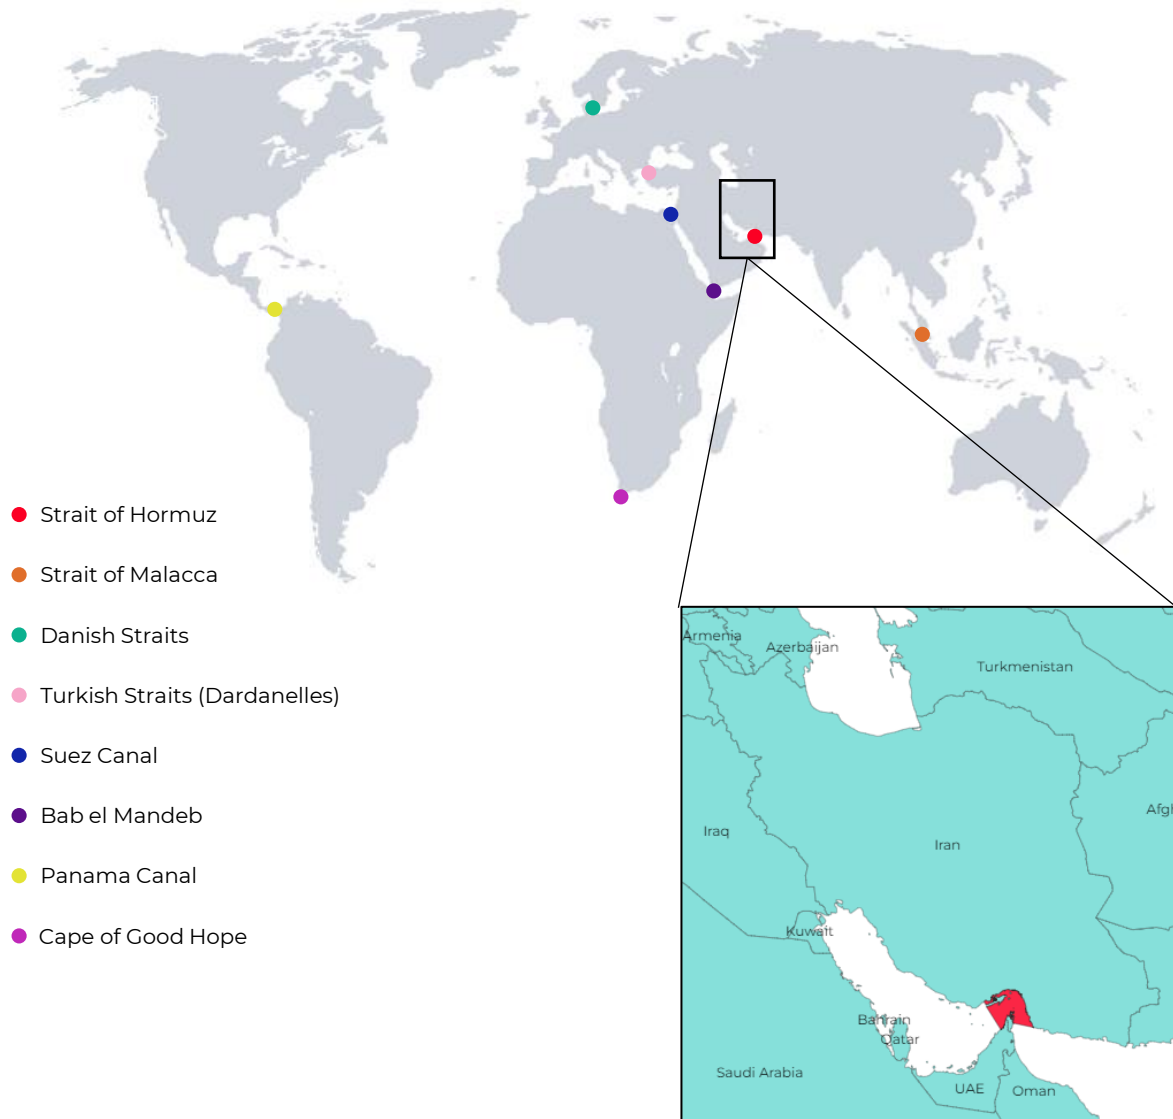 Strait of Hormuz
Strait of Malacca
Danish Straits
Turkish Straits (Dardanelles)
Suez Canal
Bab el Mandeb
Panama Canal
Cape of Good Hope
Armenia
Azerbaijan
Turkmenistan
Afgh
Iraq
Iran
Kuwait
Bahrain
Qatar
Saudi Arabia
UAE
Oman